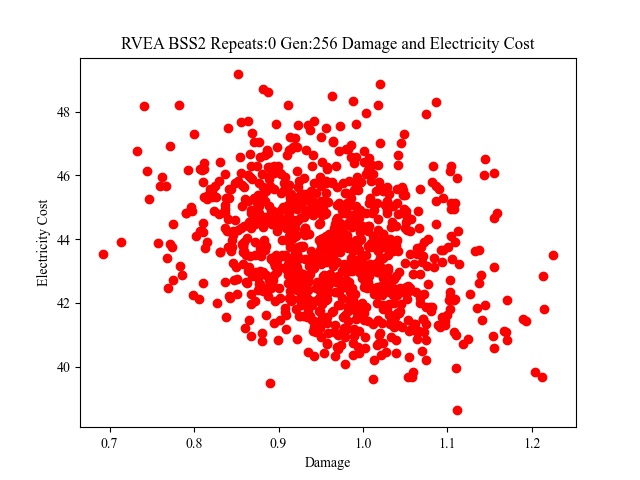 RVEA BSS2 Repeats:0 Gen:256 Damage and Electricity Cost
48
46
44
42
40
Electricity Cost
0.7 0.8 0.9 1.0 1.1 1.2
Damage